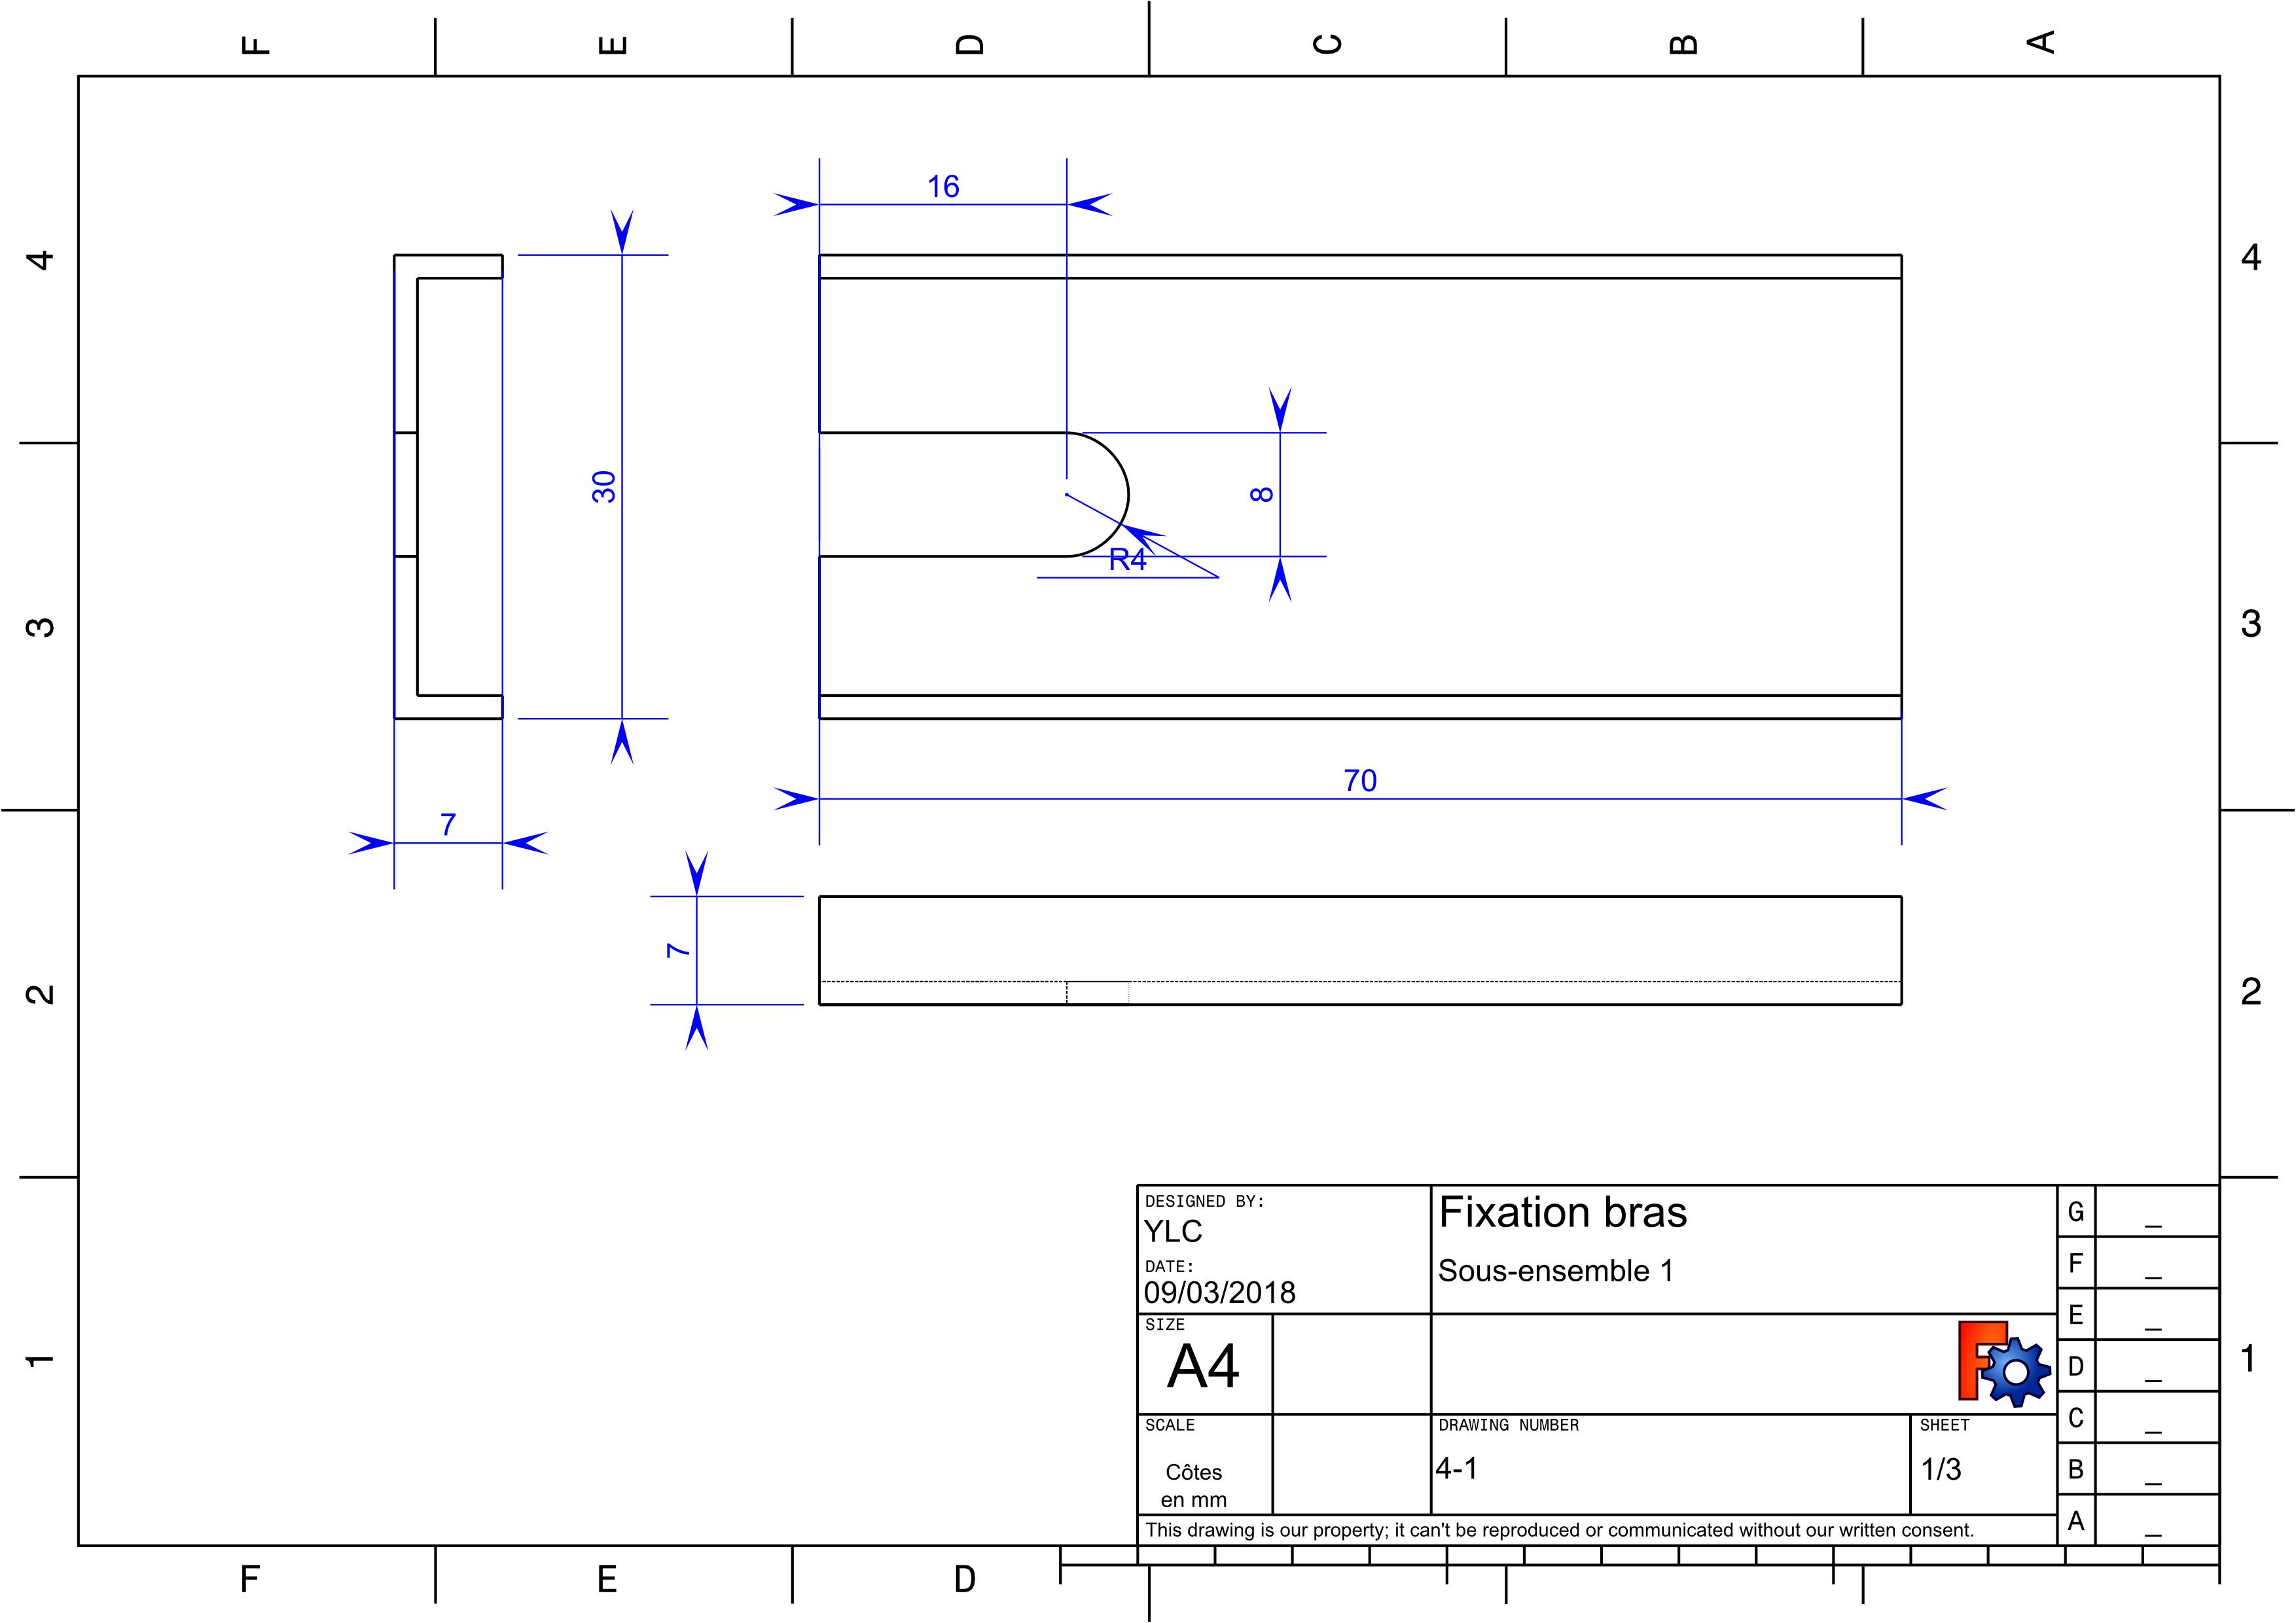 F E D C B A
16
4 4
30
8
R4
3 3
70
7
7
2 2
DESIGNED BY:
YLC
DATE:
09/03/2018
Fixation bras
Sous-ensemble 1
G _
F _
E _
D _
C _
B _
A _
SIZE
A4
1 1
SCALE
Côtes
en mm
DRAWING NUMBER
4-1
SHEET
1/3
This drawing is our property; it can't be reproduced or communicated without our written consent.
F E D